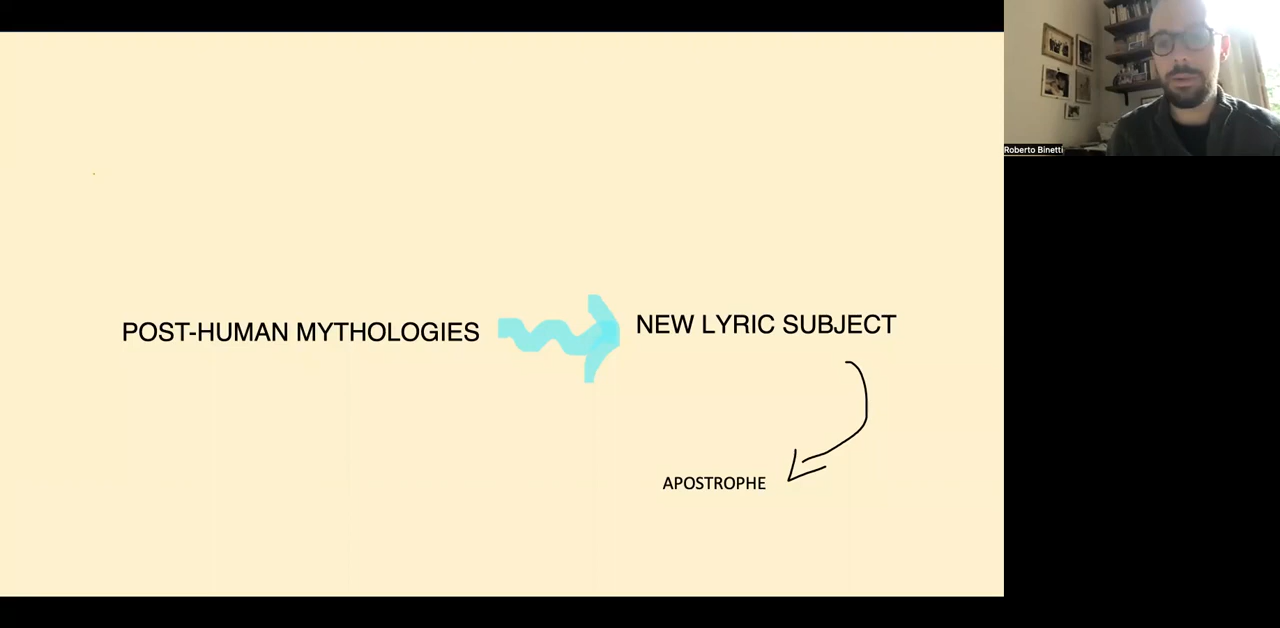 POST-HUMAN MYTHOLOGIES
NEW LYRIC SUBJECT
APOSTROPHE
Roberto Binetti